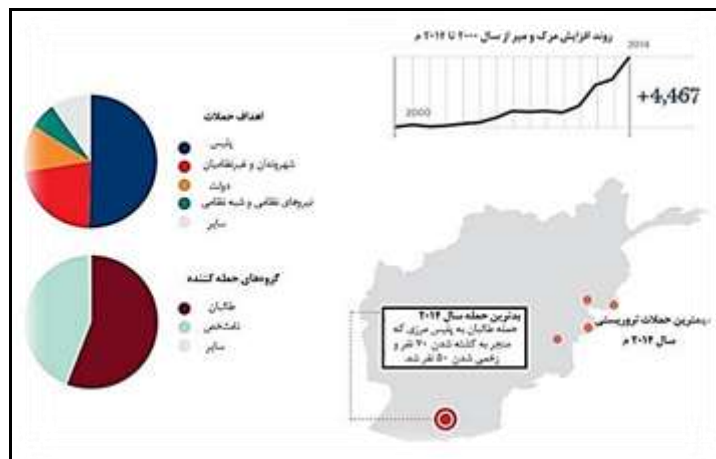 روند افزایش مرگ و میر از سال ۲۰۰۰ تا ۲۰۱۴ م
2014
2000
+4,467
اهداف حملات
پلیس
شهروندان و غیرنظامیان
دولت
نیروهای نظامی و شبه نظامی
سایر
گروه‌های حمله کننده
طالبان
نامشخص
سایر
بدترین حمله سال ۲۰۱۴
حمله طالبان به پلیس مرزی که
منجر به کشته شدن ۷۰ نفر و
زخمی شدن ۵۰ نفر شد.
بدترین حملات تروریستی
سال ۲۰۱۴ م